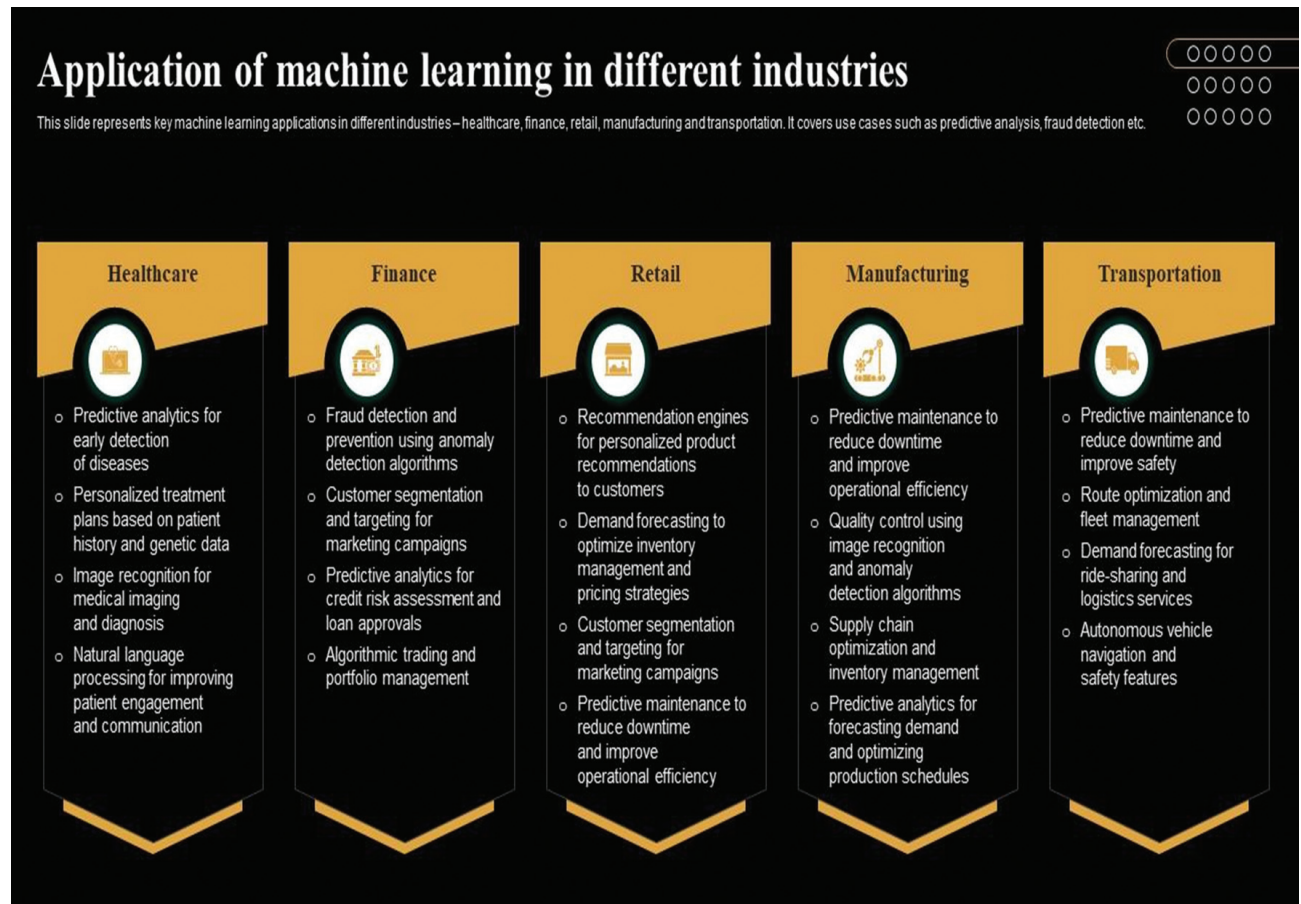 Application of machine learning in different industries
This slide represents key machine learning applications in different industries – healthcare, finance, retail, manufacturing and transportation. It covers use cases such as predictive analysis, fraud detection etc.
Healthcare
Predictive analytics for
early detection
of diseases
Personalized treatment
plans based on patient
history and genetic data
Image recognition for
medical imaging
and diagnosis
Natural language
processing for improving
patient engagement
and communication
Finance
Fraud detection and
prevention using anomaly
detection algorithms
Customer segmentation
and targeting for
marketing campaigns
Predictive analytics for
credit risk assessment and
loan approvals
Algorithmic trading and
portfolio management
Retail
Recommendation engines
for personalized product
recommendations
to customers
Demand forecasting to
optimize inventory
management and
pricing strategies
Customer segmentation
and targeting for
marketing campaigns
Predictive maintenance to
reduce downtime
and improve
operational efficiency
Manufacturing
Predictive maintenance to
reduce downtime
and improve
operational efficiency
Quality control using
image recognition
and anomaly
detection algorithms
Supply chain
optimization and
inventory management
Predictive analytics for
forecasting demand
and optimizing
production schedules
Transportation
Predictive maintenance to
reduce downtime and
improve safety
Route optimization and
fleet management
Demand forecasting for
ride-sharing and
logistics services
Autonomous vehicle
navigation and
safety features